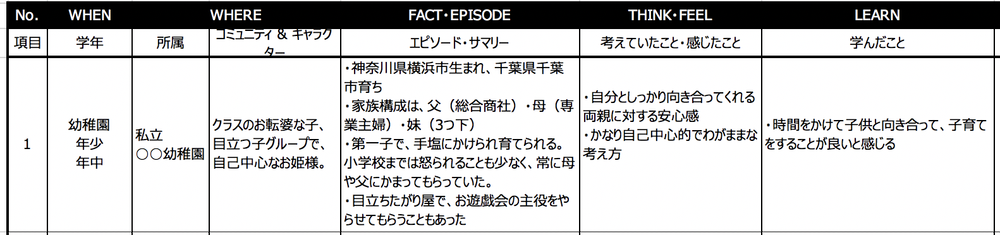 No. WHEN WHERE FACT・EPISODE THINK・FEEL LEARN
項目 学年 所属 コミュニティ & キャラクター エピソード・サマリー 考えていたこと・感じたこと 学んだこと
1
幼稚園
年少
年中
私立
○○幼稚園
クラスのお転婆な子、
目立つ子グループで、
自己中心なお姫様。
・神奈川県横浜市生まれ、千葉県千葉
市育ち
・家族構成は、父（総合商社）・母（専
業主婦）・妹（3つ下）
・第一子で、手塩にかけられ育てられる。
小学校までは怒られることも少なく、常に母
や父にかまってもらっていた。
・目立ちたがり屋で、お遊戯会の主役をや
らせてもらうこともあった
・自分としっかり向き合ってくれる
両親に対する安心感
・かなり自己中心的でわがままな
考え方
・時間をかけて子供と向き合って、子育て
をすることが良いと感じる